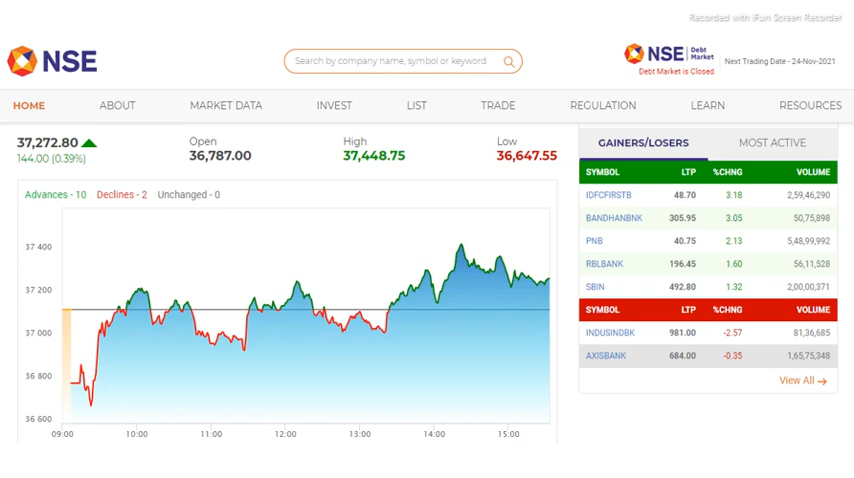 Recorded with iFun Screen Recorder
NSE
Search by company name, symbol or keyword
NSE Debt Market
Debt Market is Closed
Next Trading Date - 24-Nov-2021
HOME ABOUT MARKET DATA INVEST LIST TRADE REGULATION LEARN RESOURCES
37,272.80
144.00 (0.39%)
Open
36,787.00
High
37,448.75
Low
36,647.55
Advances - 10 Declines - 2 Unchanged - 0
37 400
37 200
37 000
36 800
36 600
09:00 10:00 11:00 12:00 13:00 14:00 15:00
GAINERS/LOSERS MOST ACTIVE
SYMBOL LTP %CHNG VOLUME
IDFCFIRSTB 48.70 3.18 2,59,46,290
BANDHANBNK 305.95 3.05 50,75,898
PNB 40.75 2.13 5,48,99,992
RBLBANK 196.45 1.60 56,11,528
SBIN 492.80 1.32 2,00,00,371
SYMBOL LTP %CHNG VOLUME
INDUSINDBK 981.00 -2.57 81,36,685
AXISBANK 684.00 -0.35 1,65,75,348
View All